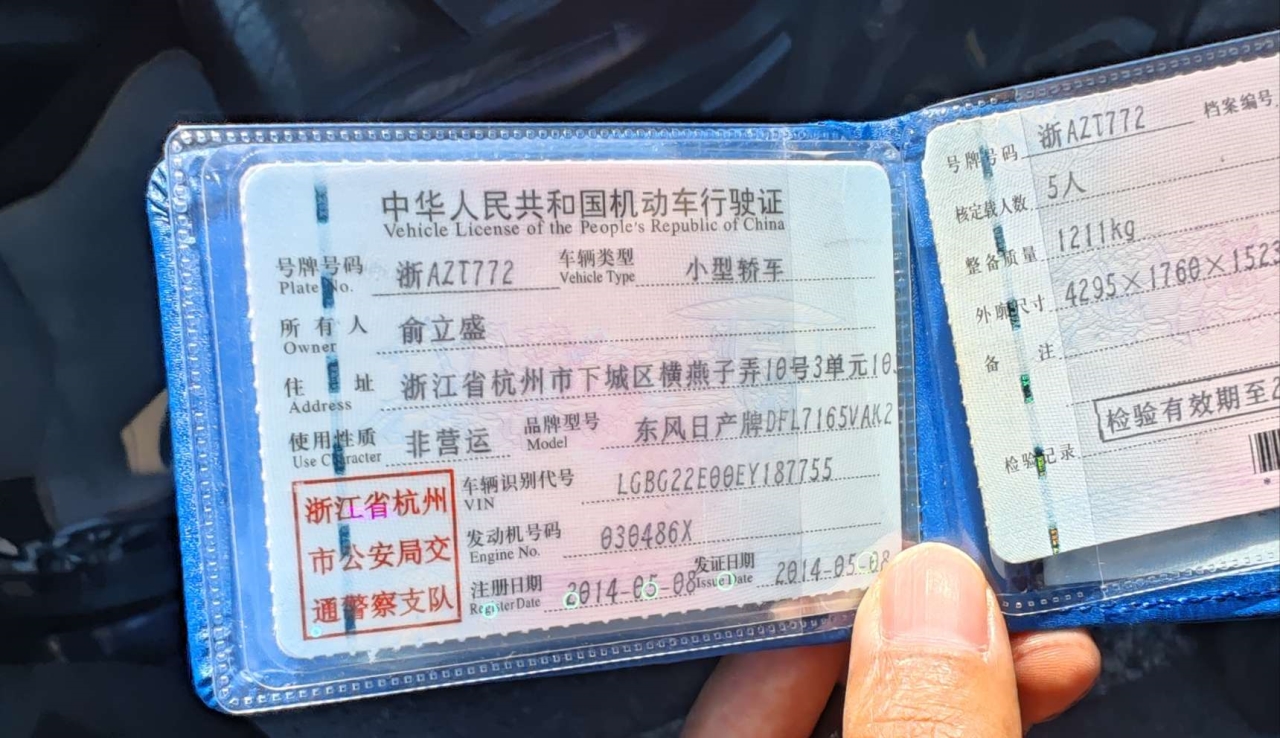 中华人民共和国机动车行驶证
Vehicle License of the People's Republic of China
号牌号码 浙AZT772 车辆类型 小型轿车
Plate No. Vehicle Type
所有人 俞立盛
Owner
住址 浙江省杭州市下城区横燕子弄10号3单元10
Address
使用性质 非营运 品牌型号 东风日产牌DFL7165VAK2
Use Character Model
车辆识别代号 LGBG22E00EY187755
VIN
发动机号码 030486X
Engine No.
注册日期 2014-05-08 发证日期 2014-05-08
Register Date Issue Date
浙江省杭州
市公安局交
通警察支队
号牌号码 浙AZT772 档案编号
核定载人数 5人
整备质量 1211kg
外廓尺寸 4295×1760×1523
备注
检验有效期至2
检验记录